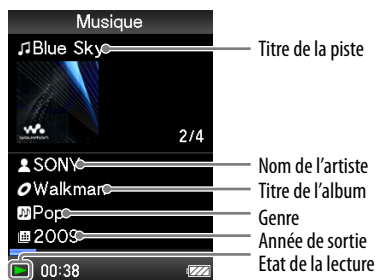 Musique
Blue Sky
Titre de la piste
WALKMAN
2/4
SONY
Nom de l'artiste
Walkman
Titre de l'album
Pop
Genre
2009
Année de sortie
Etat de la lecture
00:38